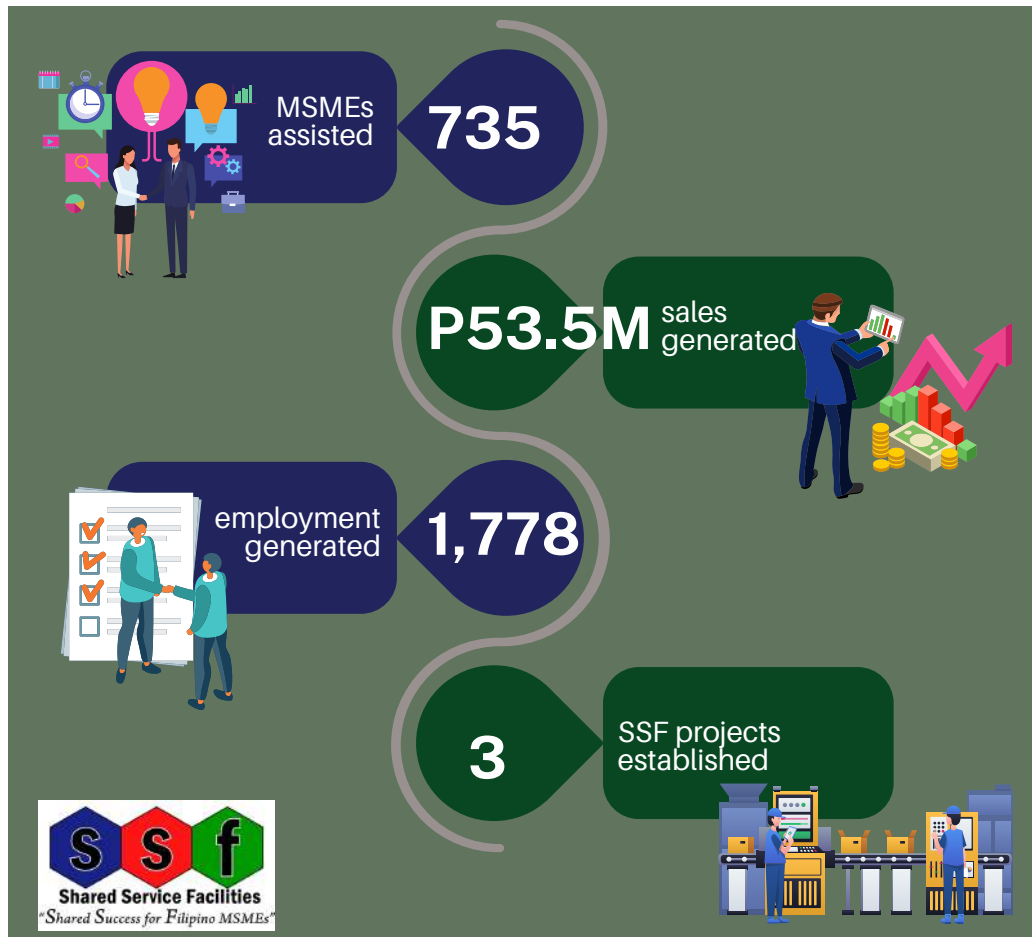 MSMEs
assisted
735
P53.5M
sales
generated
employment
generated
1,778
3
SSF projects
established
S S f
Shared Service Facilities
"Shared Success for Filipino MSMEs"